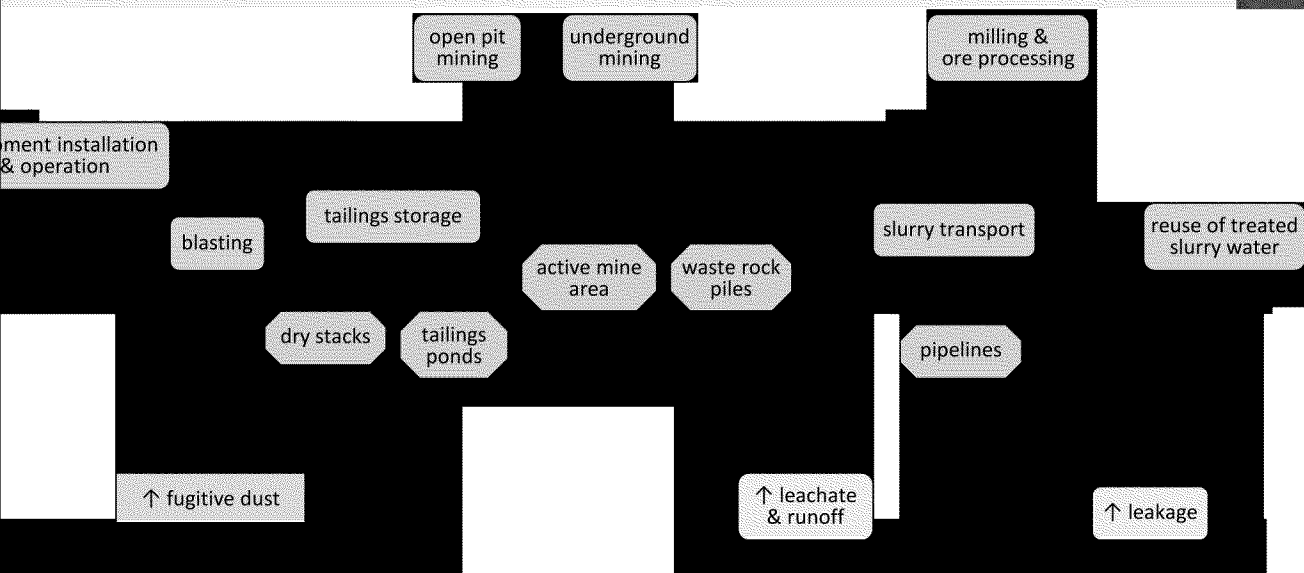 open pit
mining
underground
mining
milling &
ore processing
installation
& operation
tailings storage
blasting
slurry transport
reuse of treated
slurry water
active mine
area
waste rock
piles
dry stacks
tailings
ponds
pipelines
↑ fugitive dust
↑ leachate
& runoff
↑ leakage